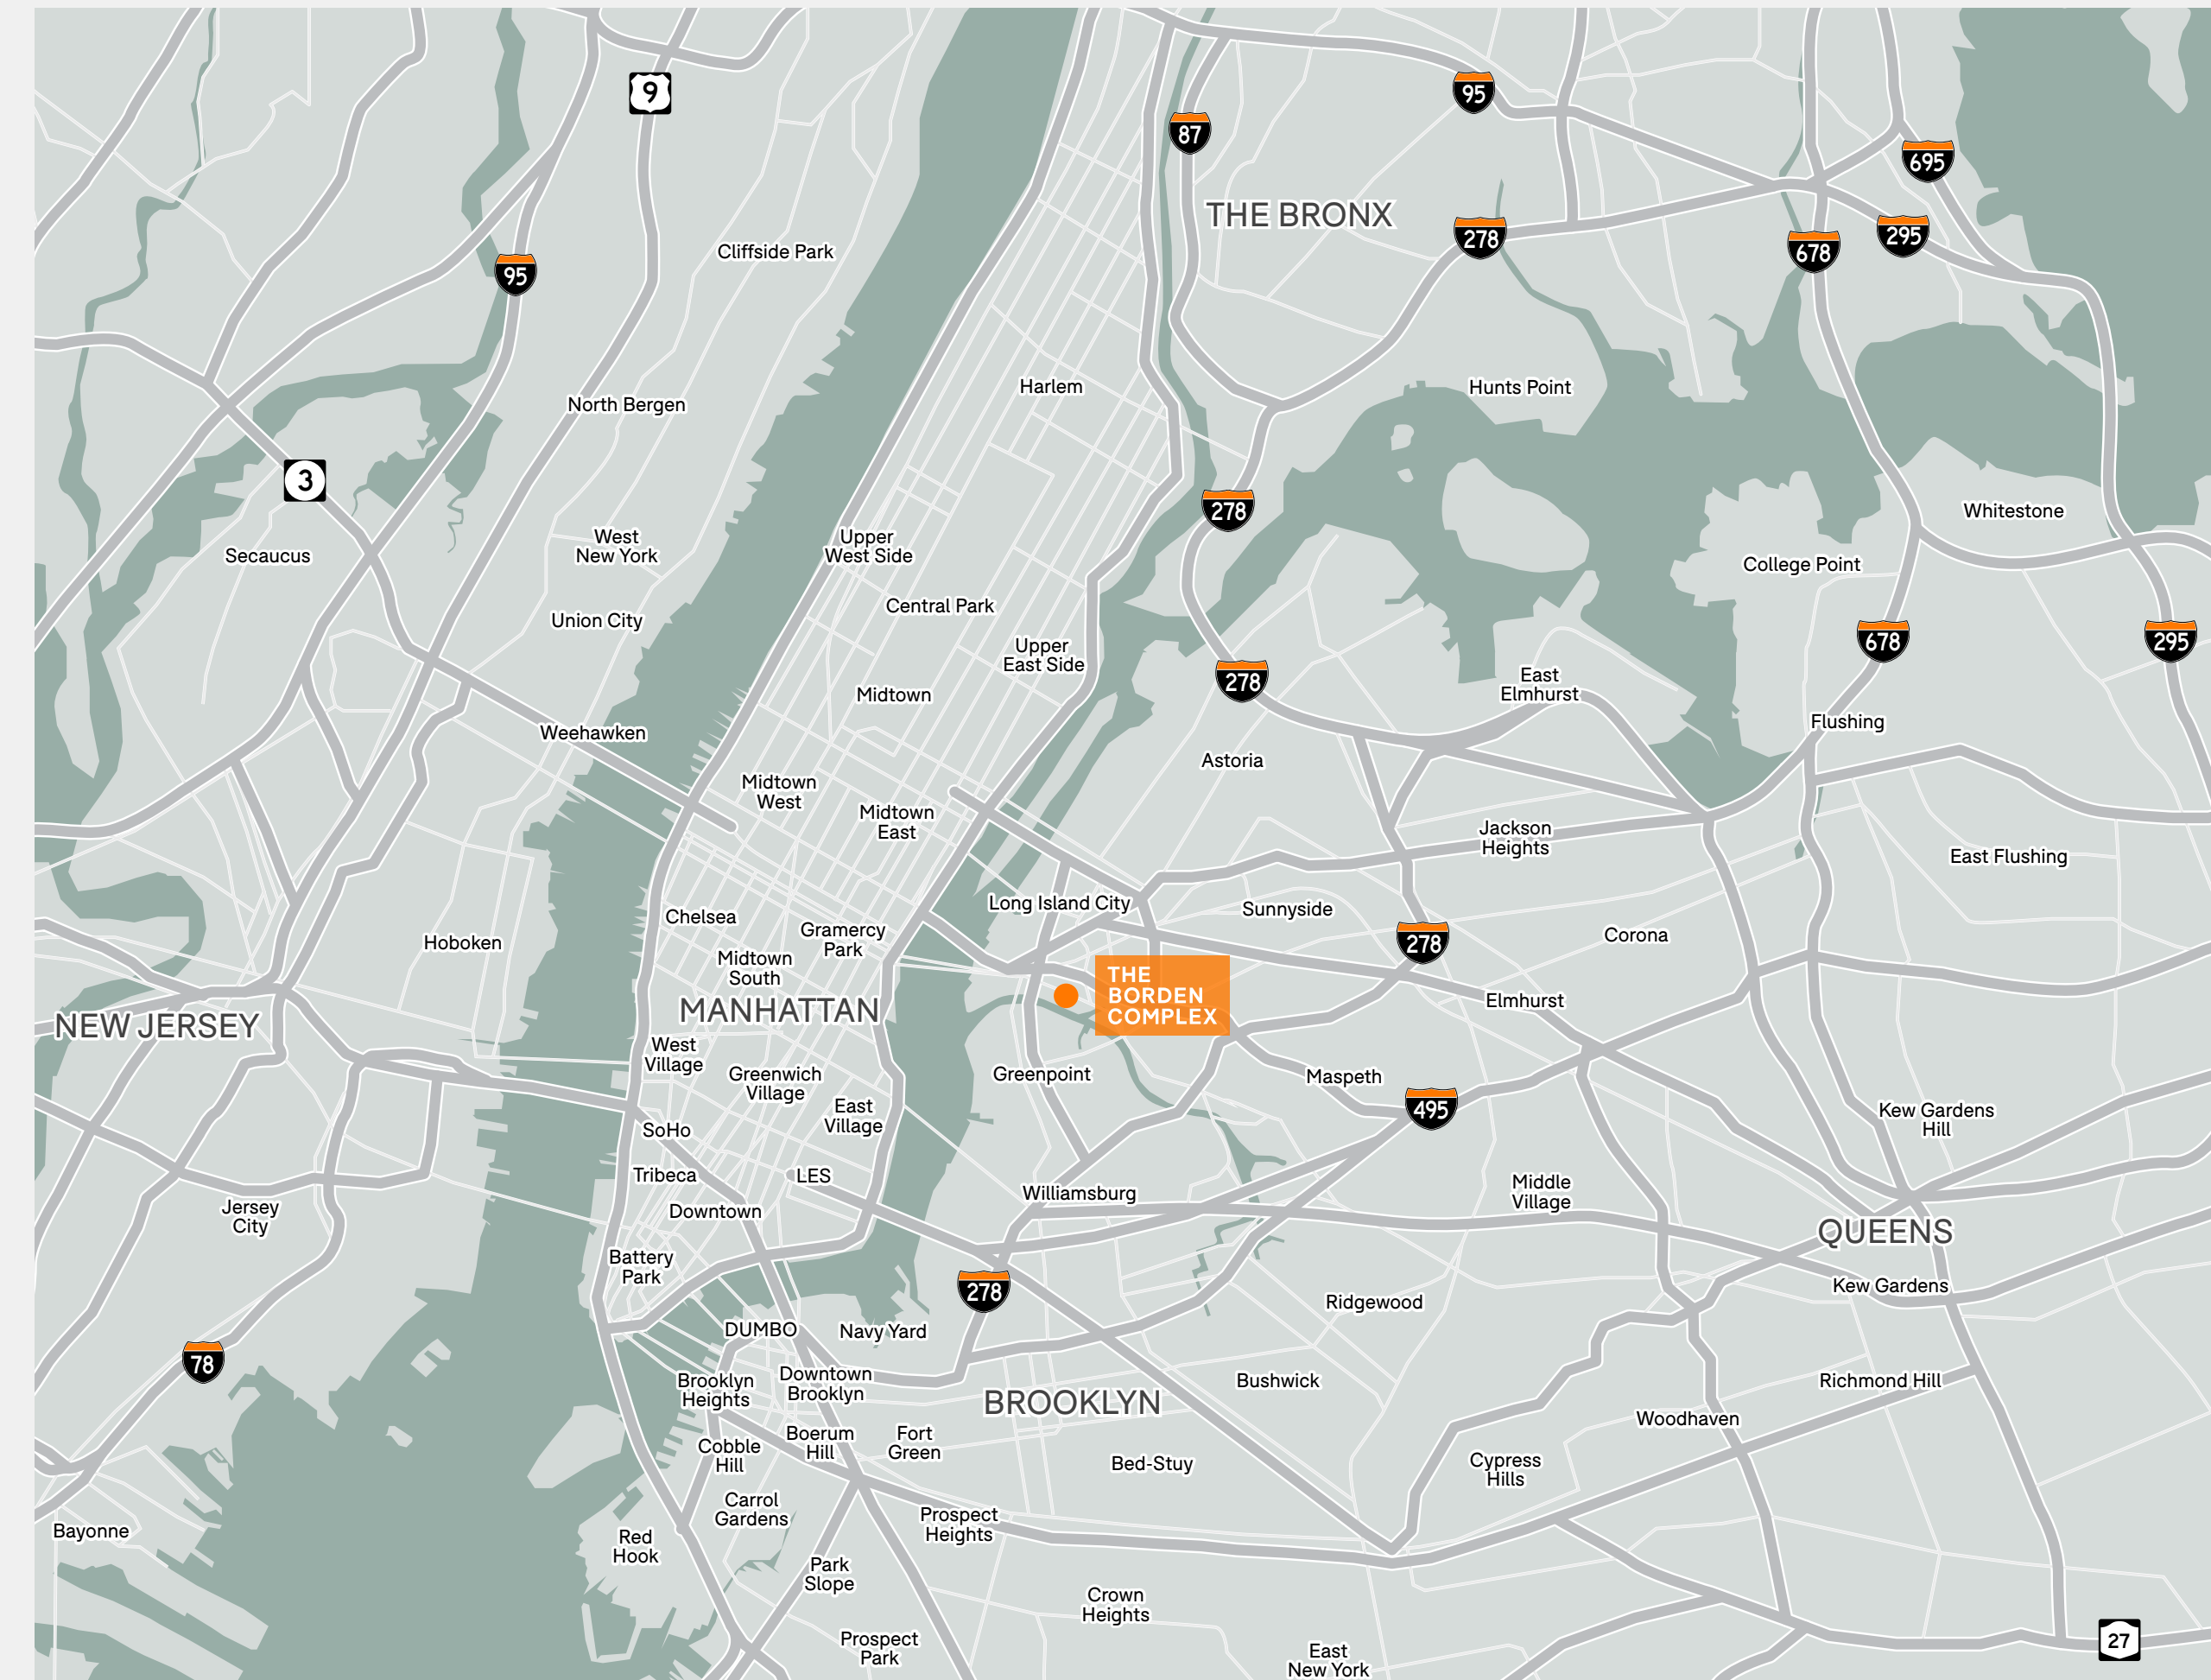 9
95
87
695
THE BRONX
278
678
295
Cliffside Park
95
Harlem
Hunts Point
North Bergen
3
278
Whitestone
Upper
West Side
West
New York
Secaucus
College Point
Central Park
Union City
678
295
Upper
East Side
278
East
Elmhurst
Midtown
Flushing
Weehawken
Astoria
Midtown
West
Midtown
East
Jackson
Heights
East Flushing
Long Island City
Sunnyside
Chelsea
Gramercy
Park
278
Corona
Hoboken
Midtown
South
THE
BORDEN
COMPLEX
Elmhurst
MANHATTAN
NEW JERSEY
West
Village
Greenwich
Village
Greenpoint
Maspeth
495
East
Village
Kew Gardens
Hill
SoHo
Tribeca
LES
Williamsburg
Middle
Village
Jersey
City
Downtown
QUEENS
Battery
Park
278
Kew Gardens
Ridgewood
DUMBO
Navy Yard
78
Brooklyn
Heights
Downtown
Brooklyn
BROOKLYN
Bushwick
Richmond Hill
Woodhaven
Cobble
Hill
Boerum
Hill
Fort
Green
Bed-Stuy
Cypress
Hills
Carrol
Gardens
Prospect
Heights
Bayonne
Red
Hook
Park
Slope
Crown
Heights
Prospect
Park
East
New York
27